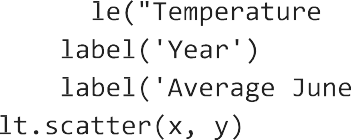 le("Temperature
label('Year')
label('Average June
lt.scatter(x, y)